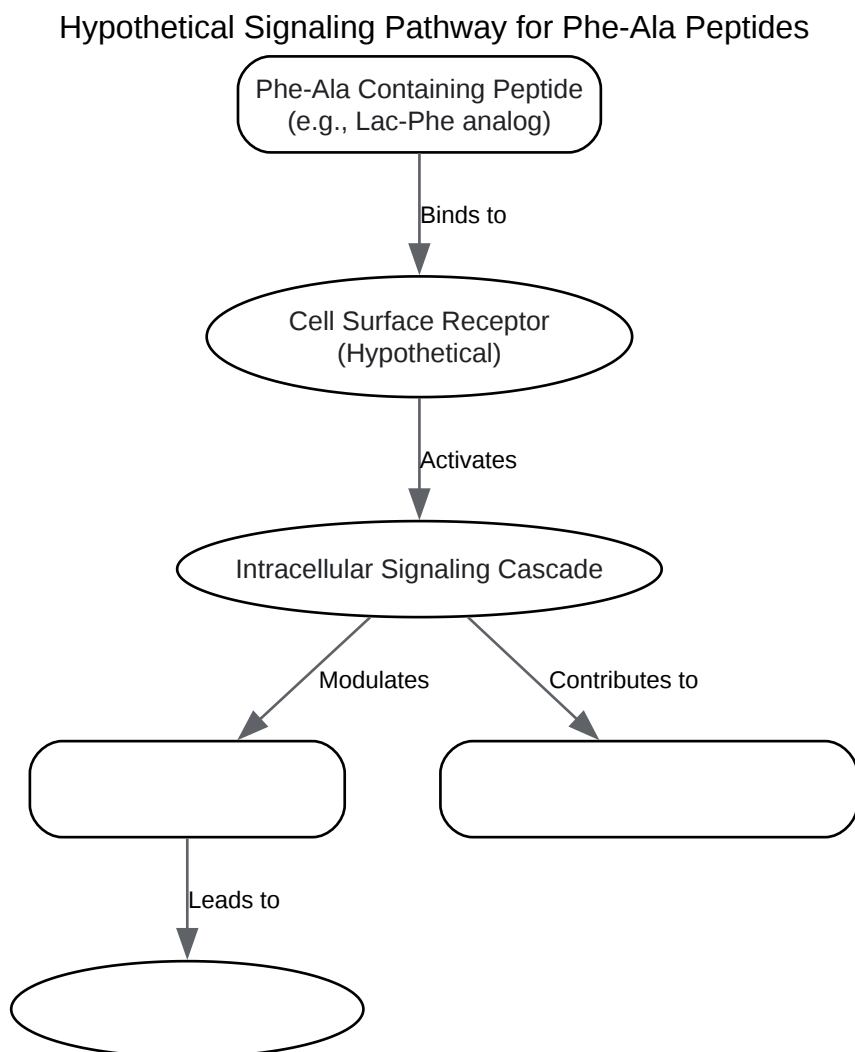 Hypothetical Signaling Pathway for Phe-Ala Peptides
Phe-Ala Containing Peptide
(e.g., Lac-Phe analog)
Binds to
Cell Surface Receptor
(Hypothetical)
Activates
Intracellular Signaling Cascade
Modulates
Contributes to
Leads to